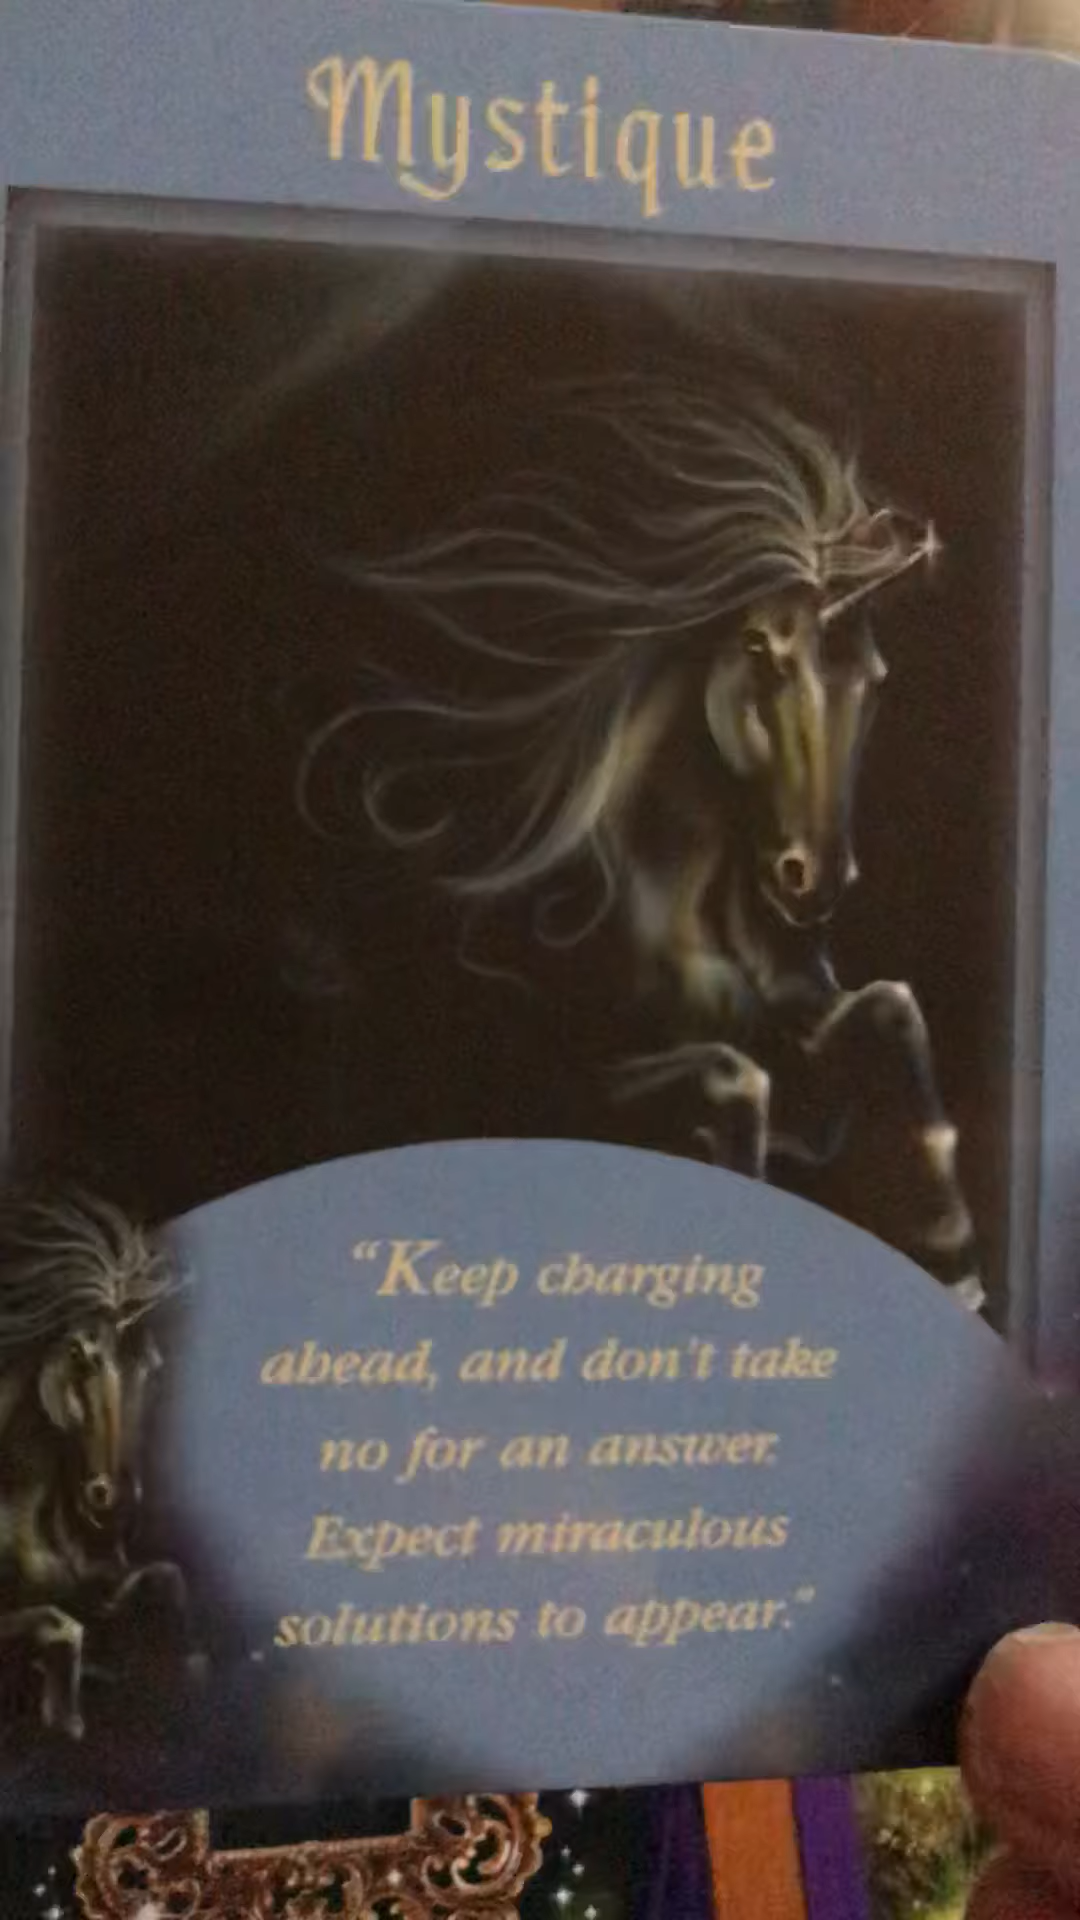 Mystique
“Keep charging
ahead, and don't take
no for an answer.
Expect miraculous
solutions to appear.”